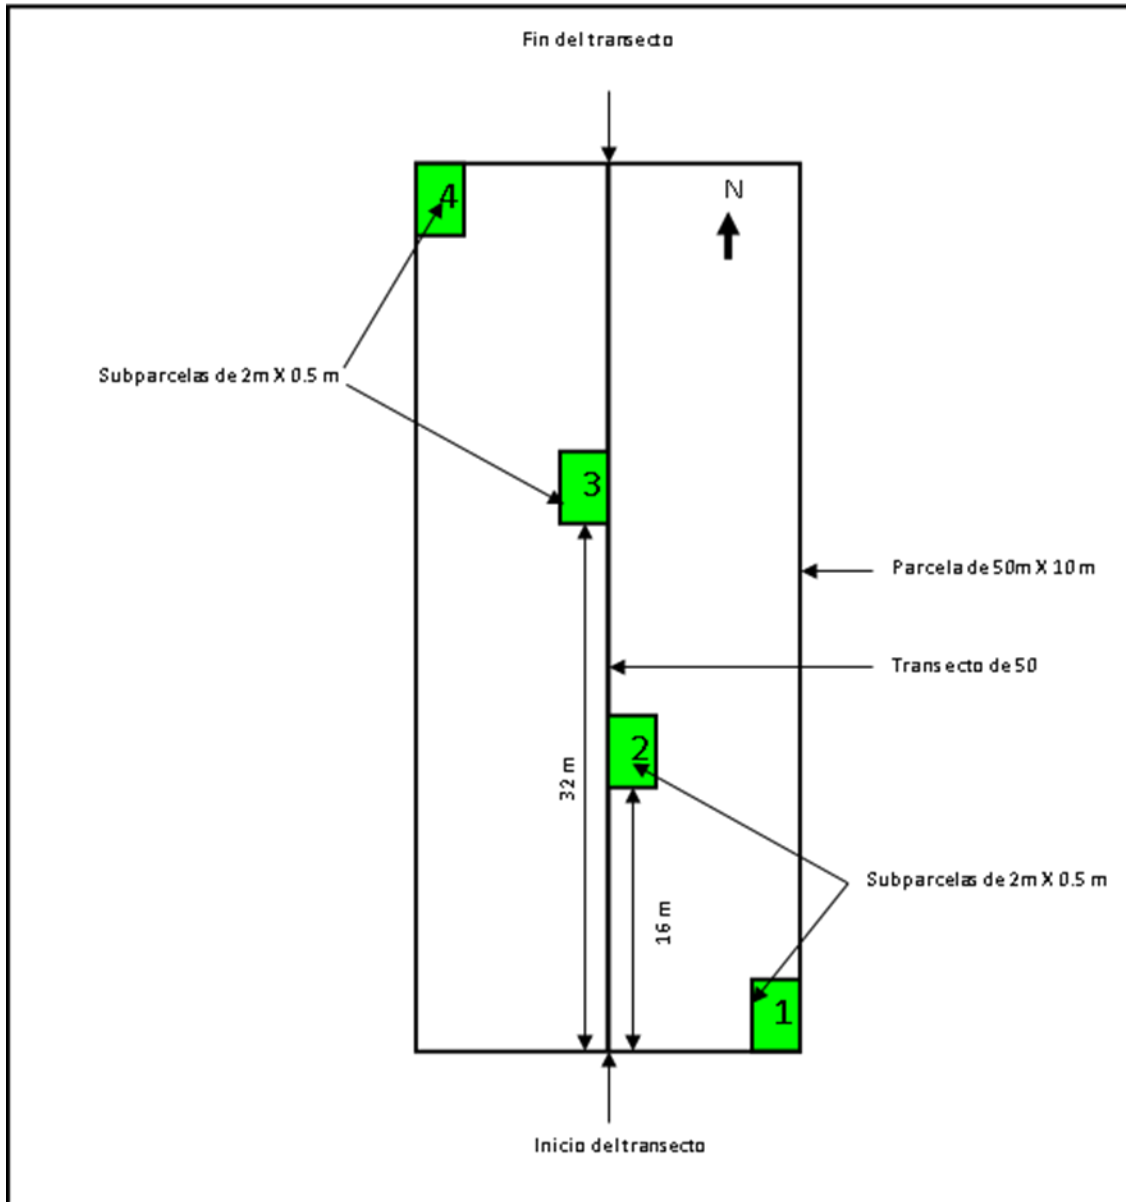 Fin del transecto
N
4
Subparcelas de 2m X 0.5 m
3
Parcela de 50m X 10 m
Transecto de 50
2
32 m
Subparcelas de 2m X 0.5 m
16 m
1
Inicio del transecto